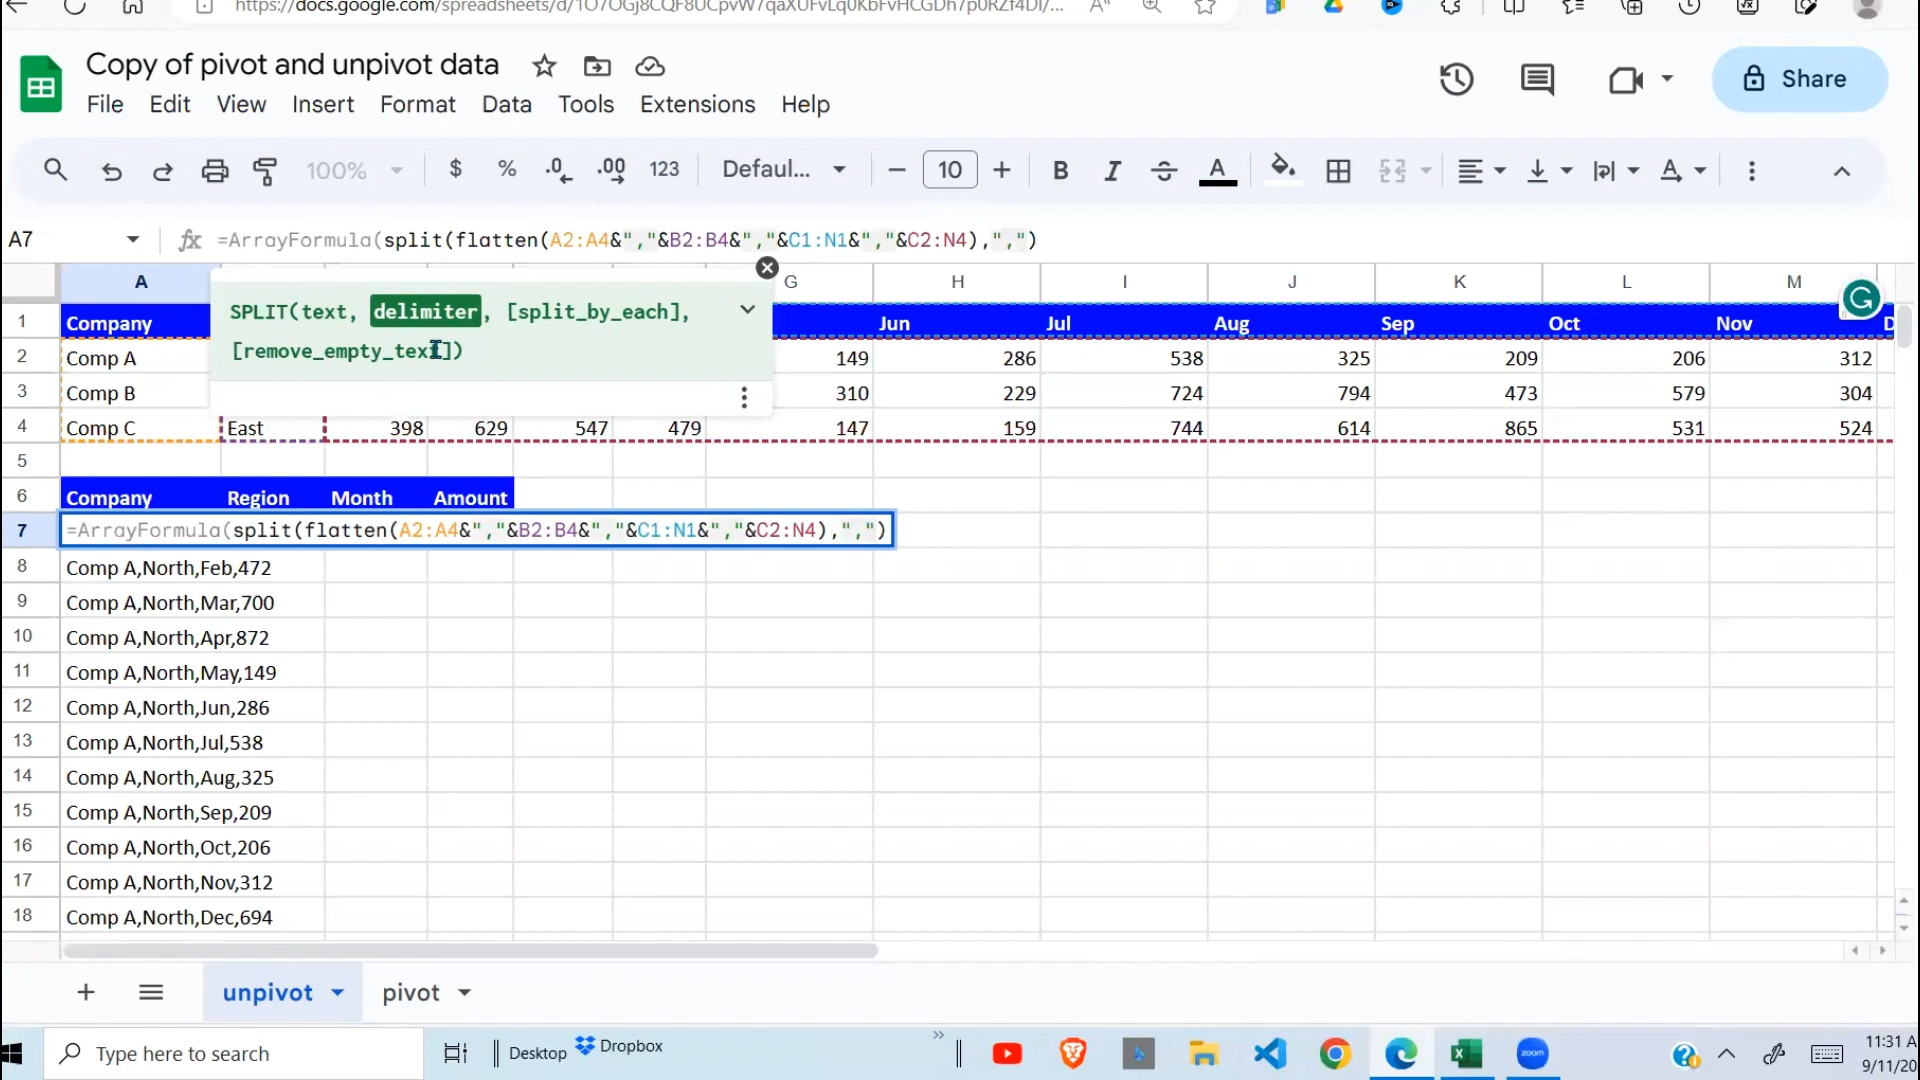 https://docs.google.com/spreadsheets/d/
Copy of pivot and unpivot data
File Edit View Insert Format Data Tools Extensions Help
Share
100% $ % .0 .00 123 Defaul... 10 B I A
A7 fx =ArrayFormula(split(flatten(A2:A4&","&B2:B4&","&C1:N1&","&C2:N4),",")
A G H I J K L M
SPLIT(text, delimiter, [split_by_each],
[remove_empty_text])
1 Company Jun Jul Aug Sep Oct Nov D
2 Comp A 149 286 538 325 209 206 312
3 Comp B 310 229 724 794 473 579 304
4 Comp C East 398 629 547 479 147 159 744 614 865 531 524
5
6 Company Region Month Amount
7 =ArrayFormula(split(flatten(A2:A4&","&B2:B4&","&C1:N1&","&C2:N4),",")
8 Comp A,North,Feb,472
9 Comp A,North,Mar,700
10 Comp A,North,Apr,872
11 Comp A,North,May,149
12 Comp A,North,Jun,286
13 Comp A,North,Jul,538
14 Comp A,North,Aug,325
15 Comp A,North,Sep,209
16 Comp A,North,Oct,206
17 Comp A,North,Nov,312
18 Comp A,North,Dec,694
unpivot pivot
Type here to search Desktop Dropbox zoom 11:31 A
9/11/20